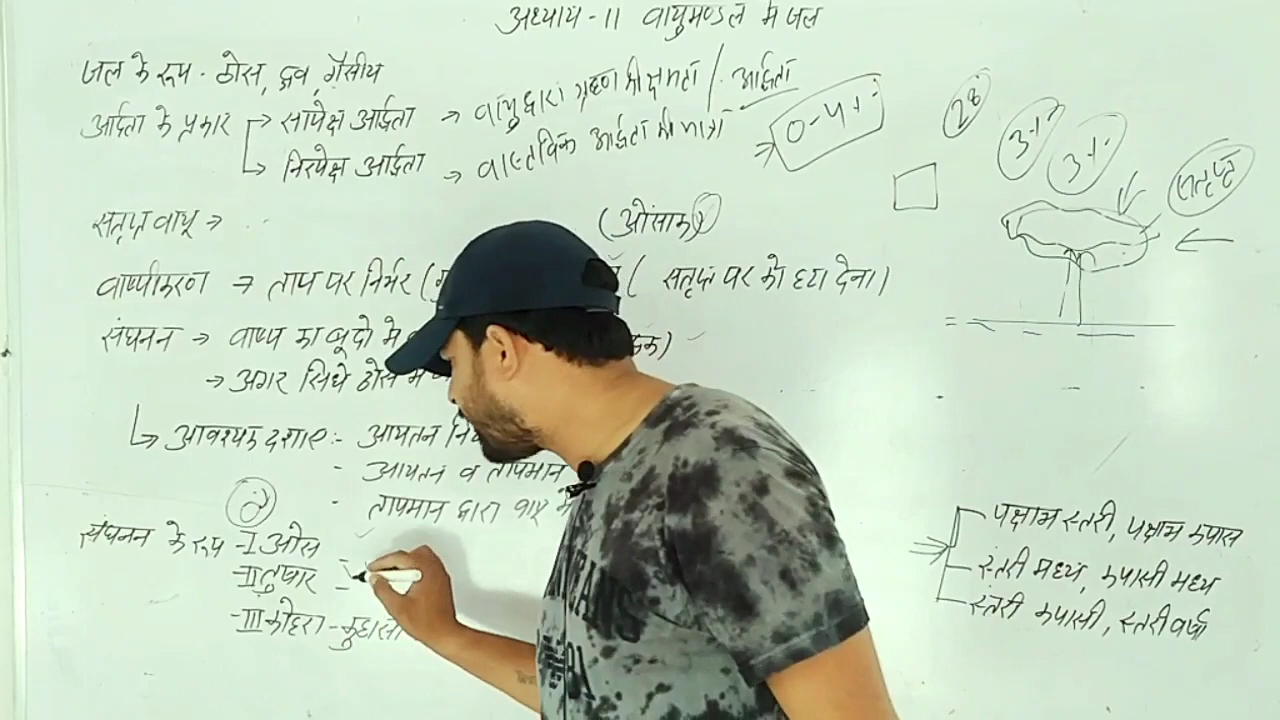 अध्याय-11 वायुमण्डल में जल
जल के रूप - ठोस, द्रव, गैसीय
आर्द्रता के प्रकार → सापेक्ष आर्द्रता → वायु द्वारा ग्रहण की क्षमता / आर्द्रता
→ निरपेक्ष आर्द्रता → वास्तविक आर्द्रता की मात्रा
⇒ 0-4%
28
3%
3%
संतृप्त
सतृप्त वायु → (ओसांक)
वाष्पीकरण → ताप पर निर्भर ( ( सतृप्त पर को हटा देना)
संघनन → वाष्प का बूदो मे
→ अगर सिधे ठोस में
↳ आवश्यक दशाए :- आयतन
- आयतन व तापमान
- तापमान द्वारा वायु
संघनन के रूप - I ओस
- II तुषार -
- III कोहरा - कुहासा
पक्षाभ स्तरी, पक्षाभ कपास
स्तरी मध्य, कपासी मध्य
स्तरी कपासी, स्तरी वर्षा